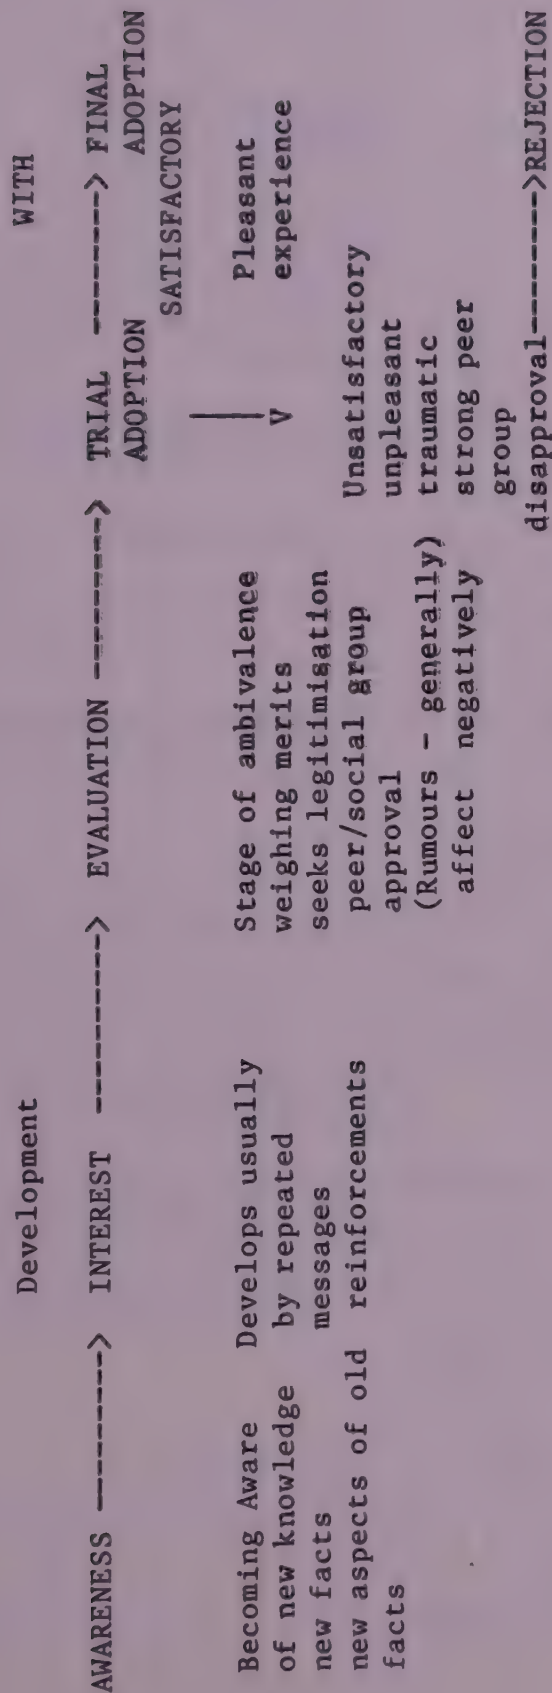 Development WITH
AWARENESS ---------> INTEREST ----------> EVALUATION ---------> TRIAL ---------> FINAL
ADOPTION ADOPTION
SATISFACTORY
Becoming Aware
of new knowledge
new facts
new aspects of old
facts
Develops usually
by repeated
messages
reinforcements
Stage of ambivalence
weighing merits
seeks legitimisation
peer/social group
approval
(Rumours - generally)
affect negatively
V
Pleasant
experience
Unsatisfactory
unpleasant
traumatic
strong peer
group
disapproval--------->REJECTION